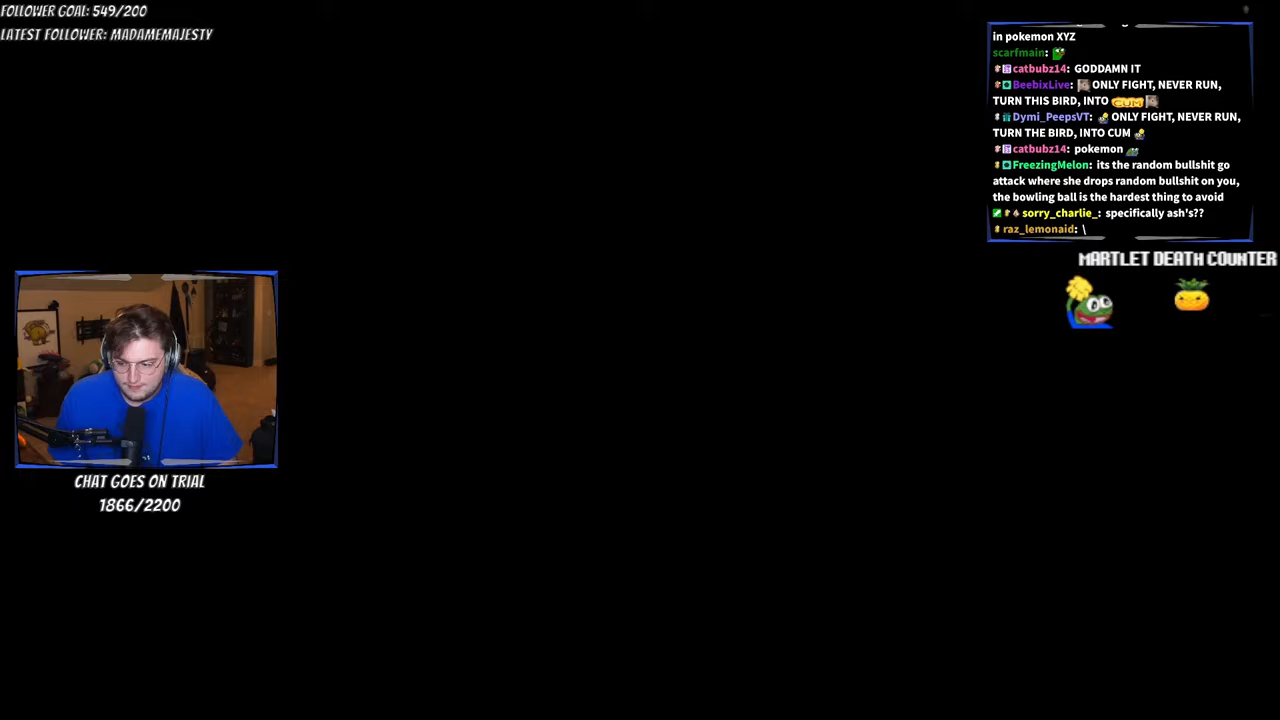 FOLLOWER GOAL: 549/200
LATEST FOLLOWER: MADAMEMAJESTY
in pokemon XYZ
scarfmain:
catbubz14: GODDAMN IT
BeebixLive: ONLY FIGHT, NEVER RUN,
TURN THIS BIRD, INTO CUM
Dymi_PeepsVT: ONLY FIGHT, NEVER RUN,
TURN THE BIRD, INTO CUM
catbubz14: pokemon
FreezingMelon: its the random bullshit go
attack where she drops random bullshit on you,
the bowling ball is the hardest thing to avoid
sorry_charlie_: specifically ash's??
raz_lemonaid: \
MARTLET DEATH COUNTER
CHAT GOES ON TRIAL
1866/2200